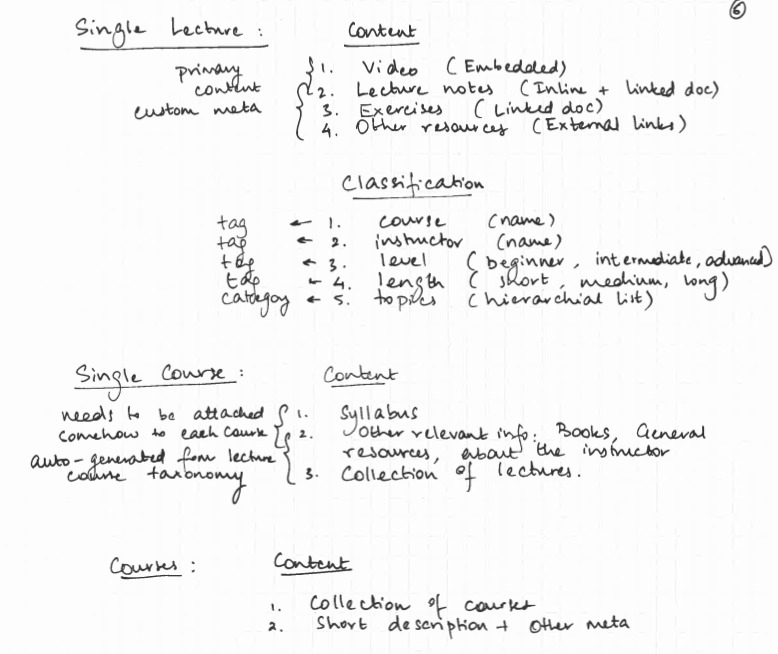 6
Single Lecture : Content
primary content { 1. Video (Embedded)
custom meta { 2. Lecture notes (Inline + linked doc)
3. Exercises (Linked doc)
4. Other resources (External links)
Classification
tag ← 1. course (name)
tag ← 2. instructor (name)
tag ← 3. level (beginner, intermediate, advanced)
tag ← 4. length (short, medium, long)
category ← 5. topics (hierarchial list)
Single Course : Content
needs to be attached { 1. Syllabus
somehow to each course { 2. Other relevant info: Books, General
auto-generated from lecture resources, about the instructor
course taxonomy { 3. Collection of lectures.
Courses : Content
1. Collection of courses
2. Short description + other meta